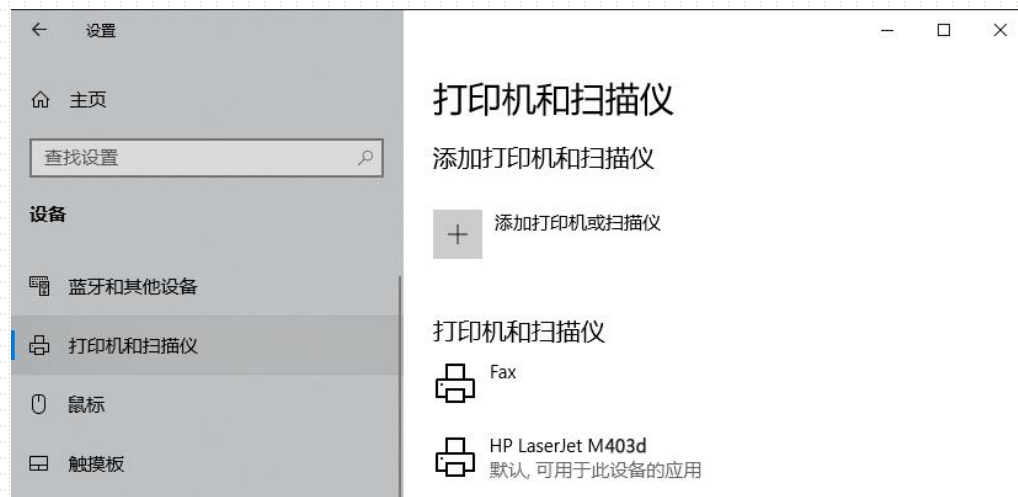 设置
主页
查找设置
设备
蓝牙和其他设备
打印机和扫描仪
鼠标
触摸板
打印机和扫描仪
添加打印机和扫描仪
添加打印机或扫描仪
打印机和扫描仪
Fax
HP LaserJet M403d
默认, 可用于此设备的应用